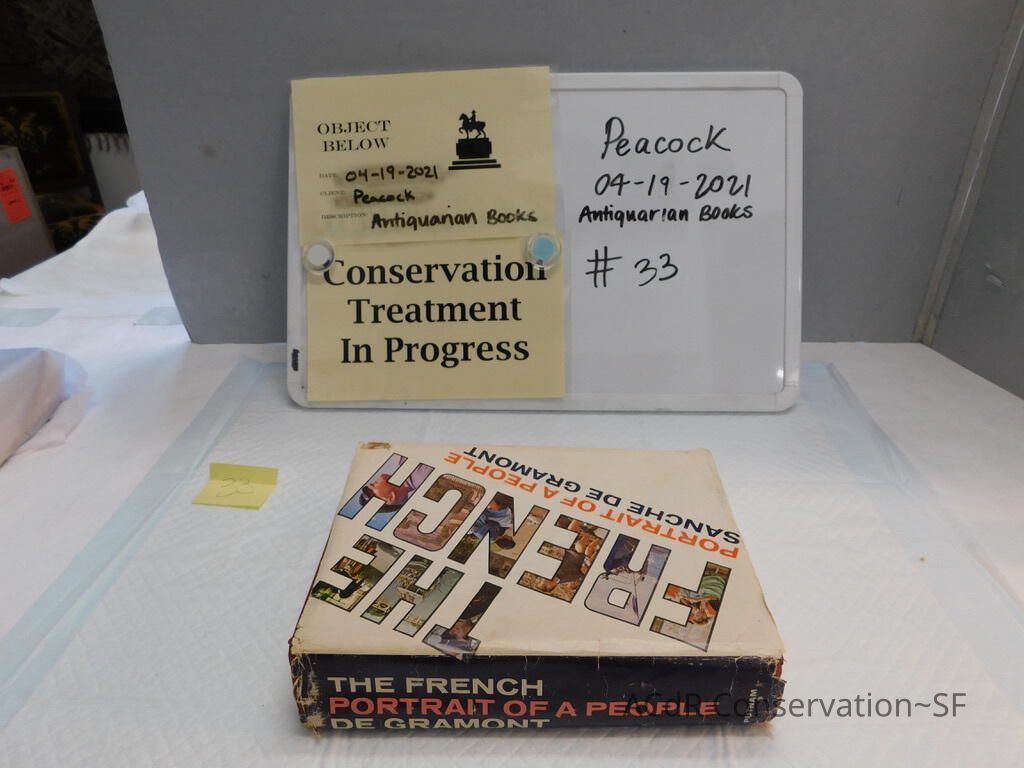 OBJECT
BELOW
DATE: 04-19-2021
CLIENT: Peacock
DESCRIPTION: Antiquarian Books
Conservation
Treatment
In Progress
Peacock
04-19-2021
Antiquarian Books
# 33
33
THE
FRENCH
PORTRAIT OF A PEOPLE
SANCHE DE GRAMONT
THE FRENCH
PORTRAIT OF A PEOPLE
DE GRAMONT
PUTNAM
Conservation~SF